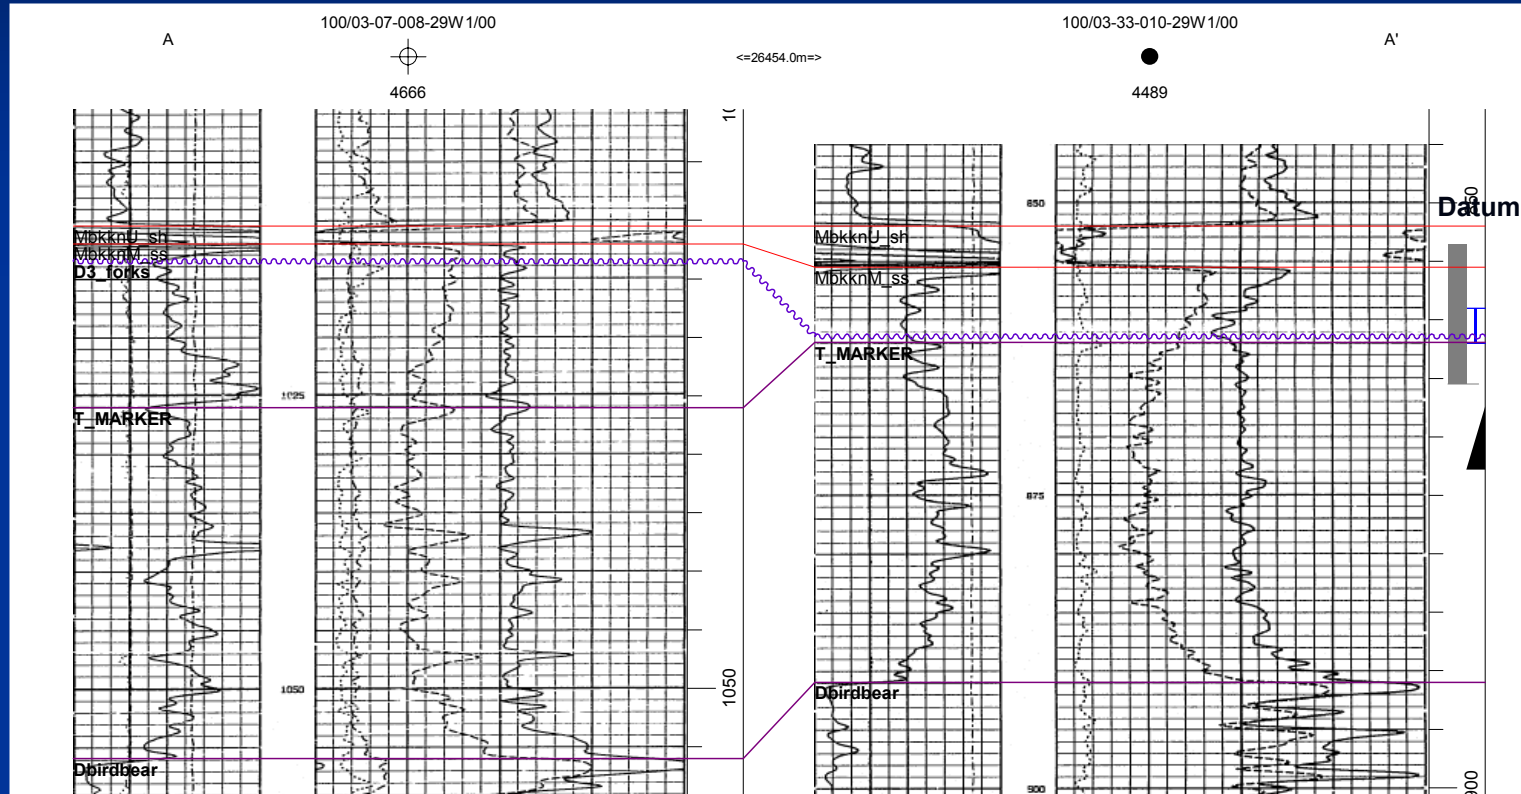 100/03-07-008-29W1/00
100/03-33-010-29W1/00
A
A'
<=26454.0m=>
4666
4489
10
850
Datum
MbkknU_sh
MbkknM_ss
D3_forks
MbkknU_sh
MbkknM_ss
T_MARKER
1025
T_MARKER
875
1050
1050
Dbirdbear
Dbirdbear
900
900